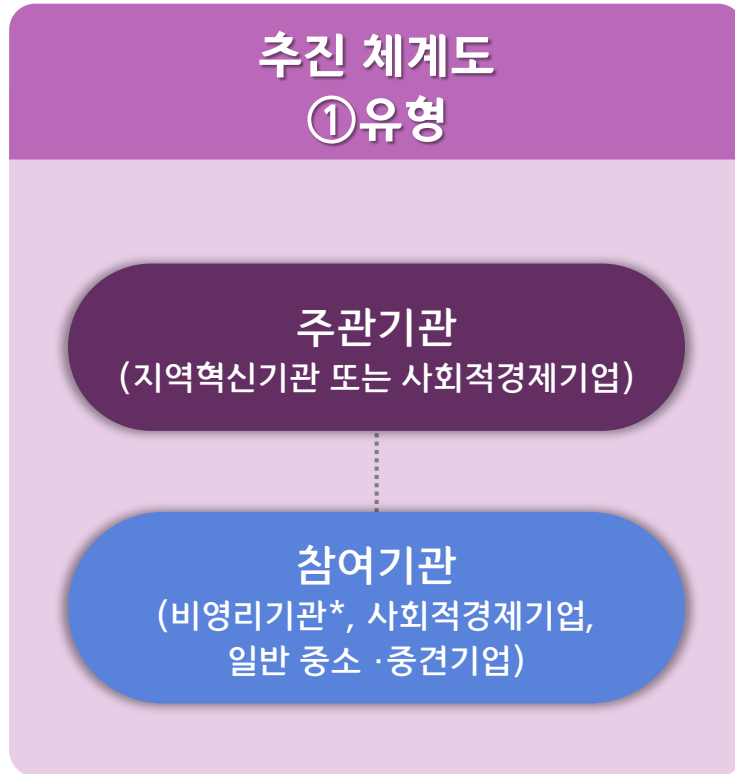 추진 체계도
①유형
주관기관
(지역혁신기관 또는 사회적경제기업)
참여기관
(비영리기관*, 사회적경제기업,
일반 중소 ·중견기업)